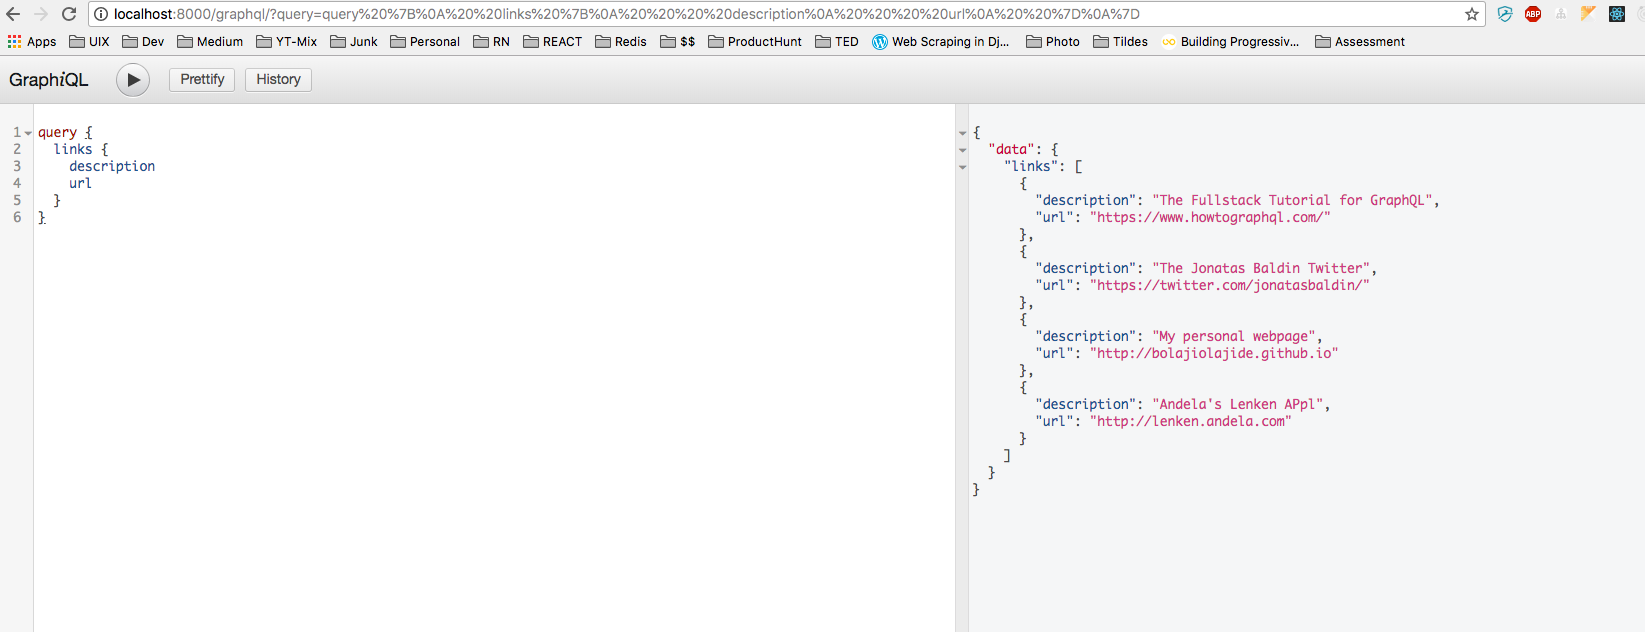 localhost:8000/graphql/?query=query%20%7B%0A%20%20links%20%7B%0A%20%20%20%20description%0A%20%20%20%20url%0A%20%20%7D%0A%7D
ABP
Apps UIX Dev Medium YT-Mix Junk Personal RN REACT Redis $$ ProductHunt TED Web Scraping in Dj... Photo Tildes Building Progressiv... Assessment
GraphiQL Prettify History
1 query {
2   links {
3     description
4     url
5   }
6 }
{
  "data": {
    "links": [
      {
        "description": "The Fullstack Tutorial for GraphQL",
        "url": "https://www.howtographql.com/"
      },
      {
        "description": "The Jonatas Baldin Twitter",
        "url": "https://twitter.com/jonatasbaldin/"
      },
      {
        "description": "My personal webpage",
        "url": "http://bolajiolajide.github.io"
      },
      {
        "description": "Andela's Lenken APpl",
        "url": "http://lenken.andela.com"
      }
    ]
  }
}